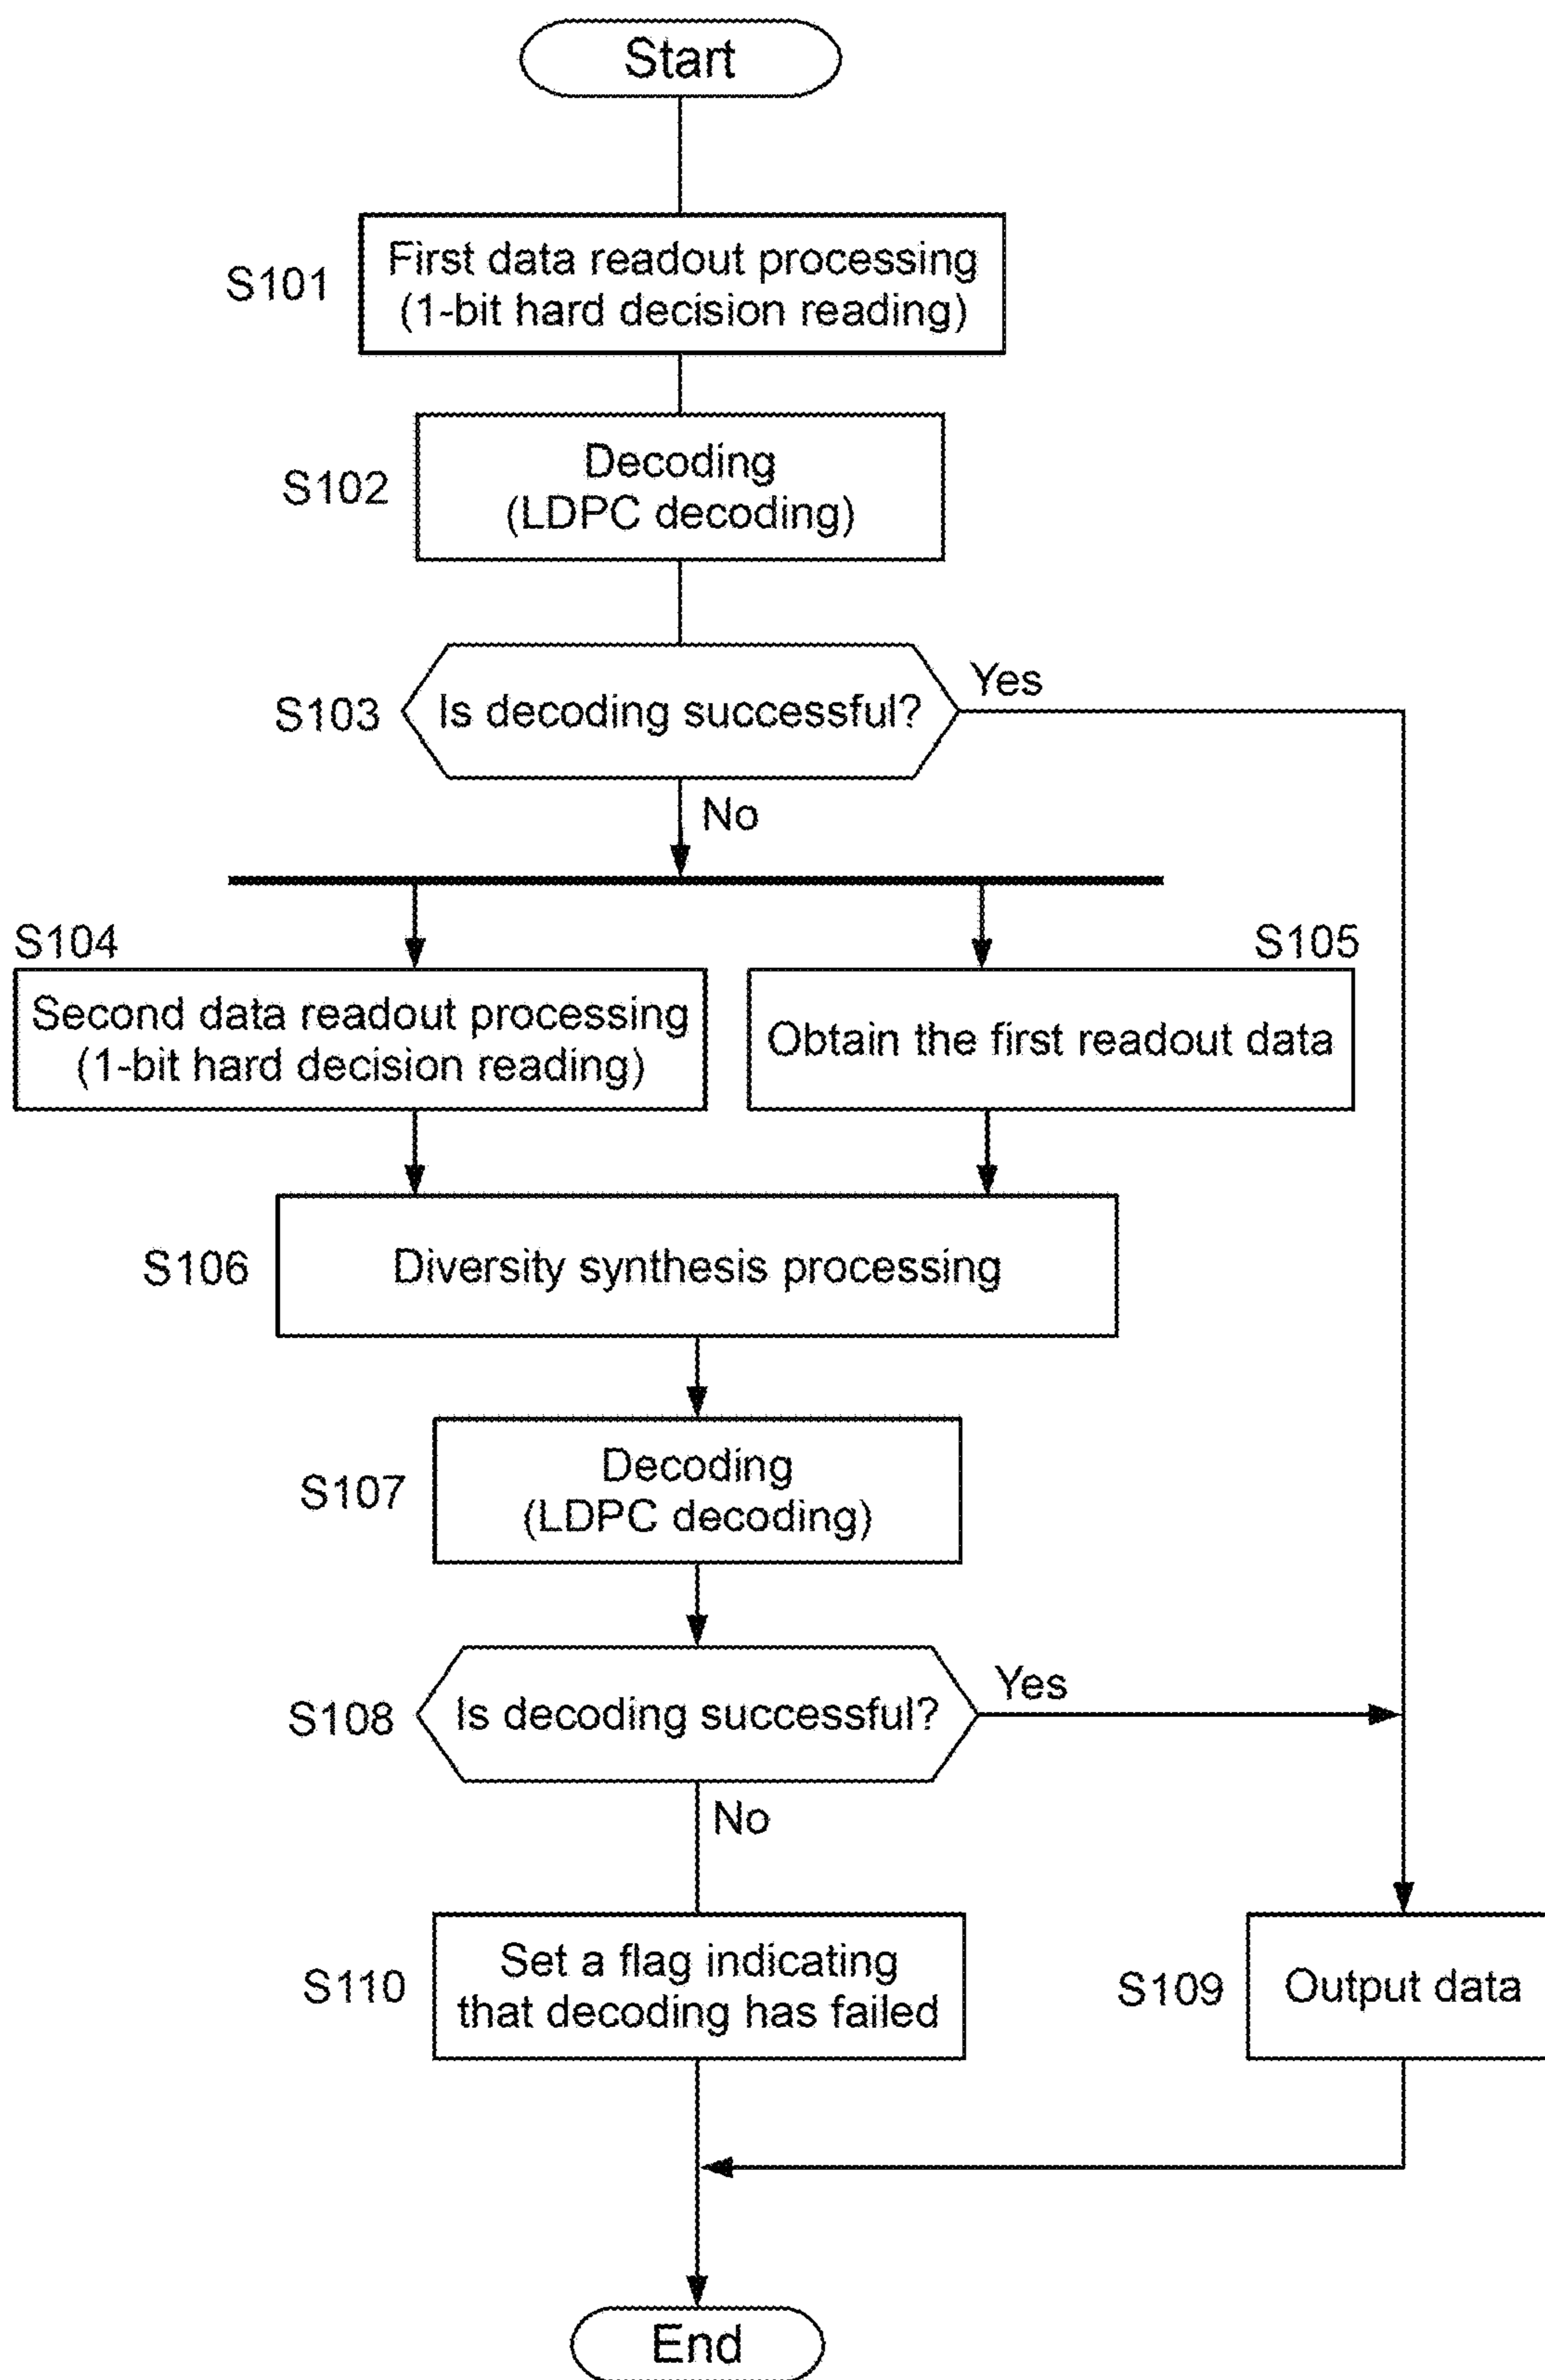 Start
S101
First data readout processing
(1-bit hard decision reading)
S102
Decoding
(LDPC decoding)
S103
Is decoding successful?
Yes
No
S104
Second data readout processing
(1-bit hard decision reading)
S105
Obtain the first readout data
S106
Diversity synthesis processing
S107
Decoding
(LDPC decoding)
S108
Is decoding successful?
Yes
No
S110
Set a flag indicating
that decoding has failed
S109
Output data
End